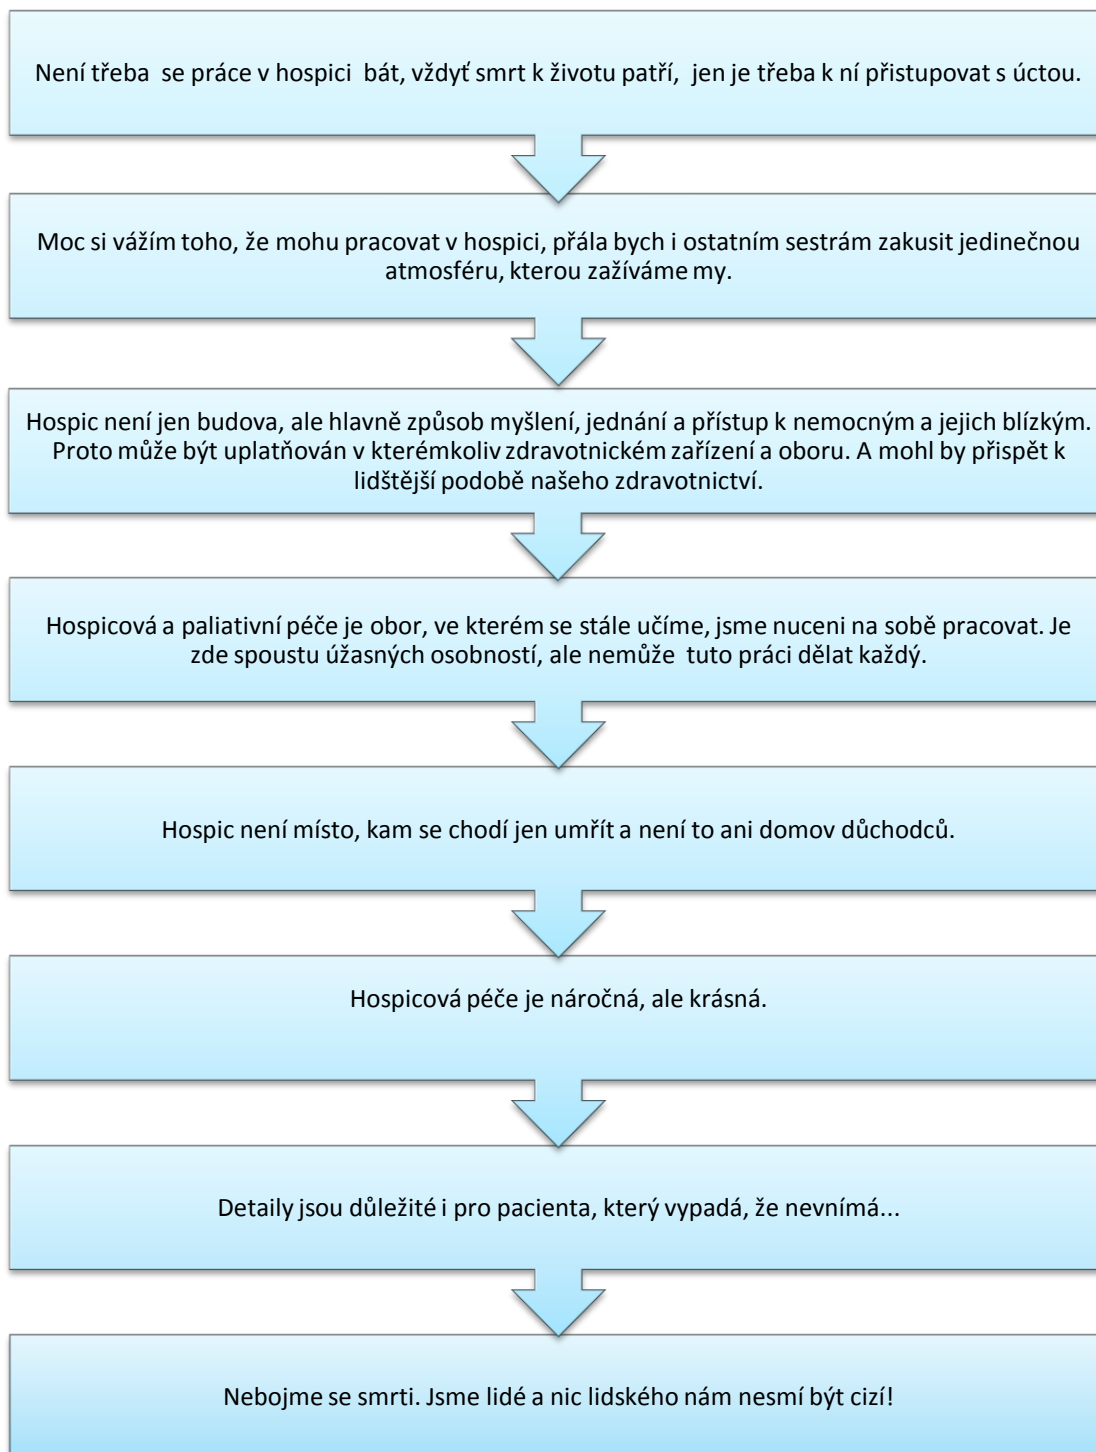 Není třeba se práce v hospici bát, vždyť smrt k životu patří, jen je třeba k ní přistupovat s úctou.
Moc si vážím toho, že mohu pracovat v hospici, přála bych i ostatním sestrám zakusit jedinečnou
atmosféru, kterou zažíváme my.
Hospic není jen budova, ale hlavně způsob myšlení, jednání a přístup k nemocným a jejich blízkým.
Proto může být uplatňován v kterémkoliv zdravotnickém zařízení a oboru. A mohl by přispět k
lidštější podobě našeho zdravotnictví.
Hospicová a paliativní péče je obor, ve kterém se stále učíme, jsme nuceni na sobě pracovat. Je
zde spoustu úžasných osobností, ale nemůže tuto práci dělat každý.
Hospic není místo, kam se chodí jen umřít a není to ani domov důchodců.
Hospicová péče je náročná, ale krásná.
Detaily jsou důležité i pro pacienta, který vypadá, že nevnímá...
Nebojme se smrti. Jsme lidé a nic lidského nám nesmí být cizí!